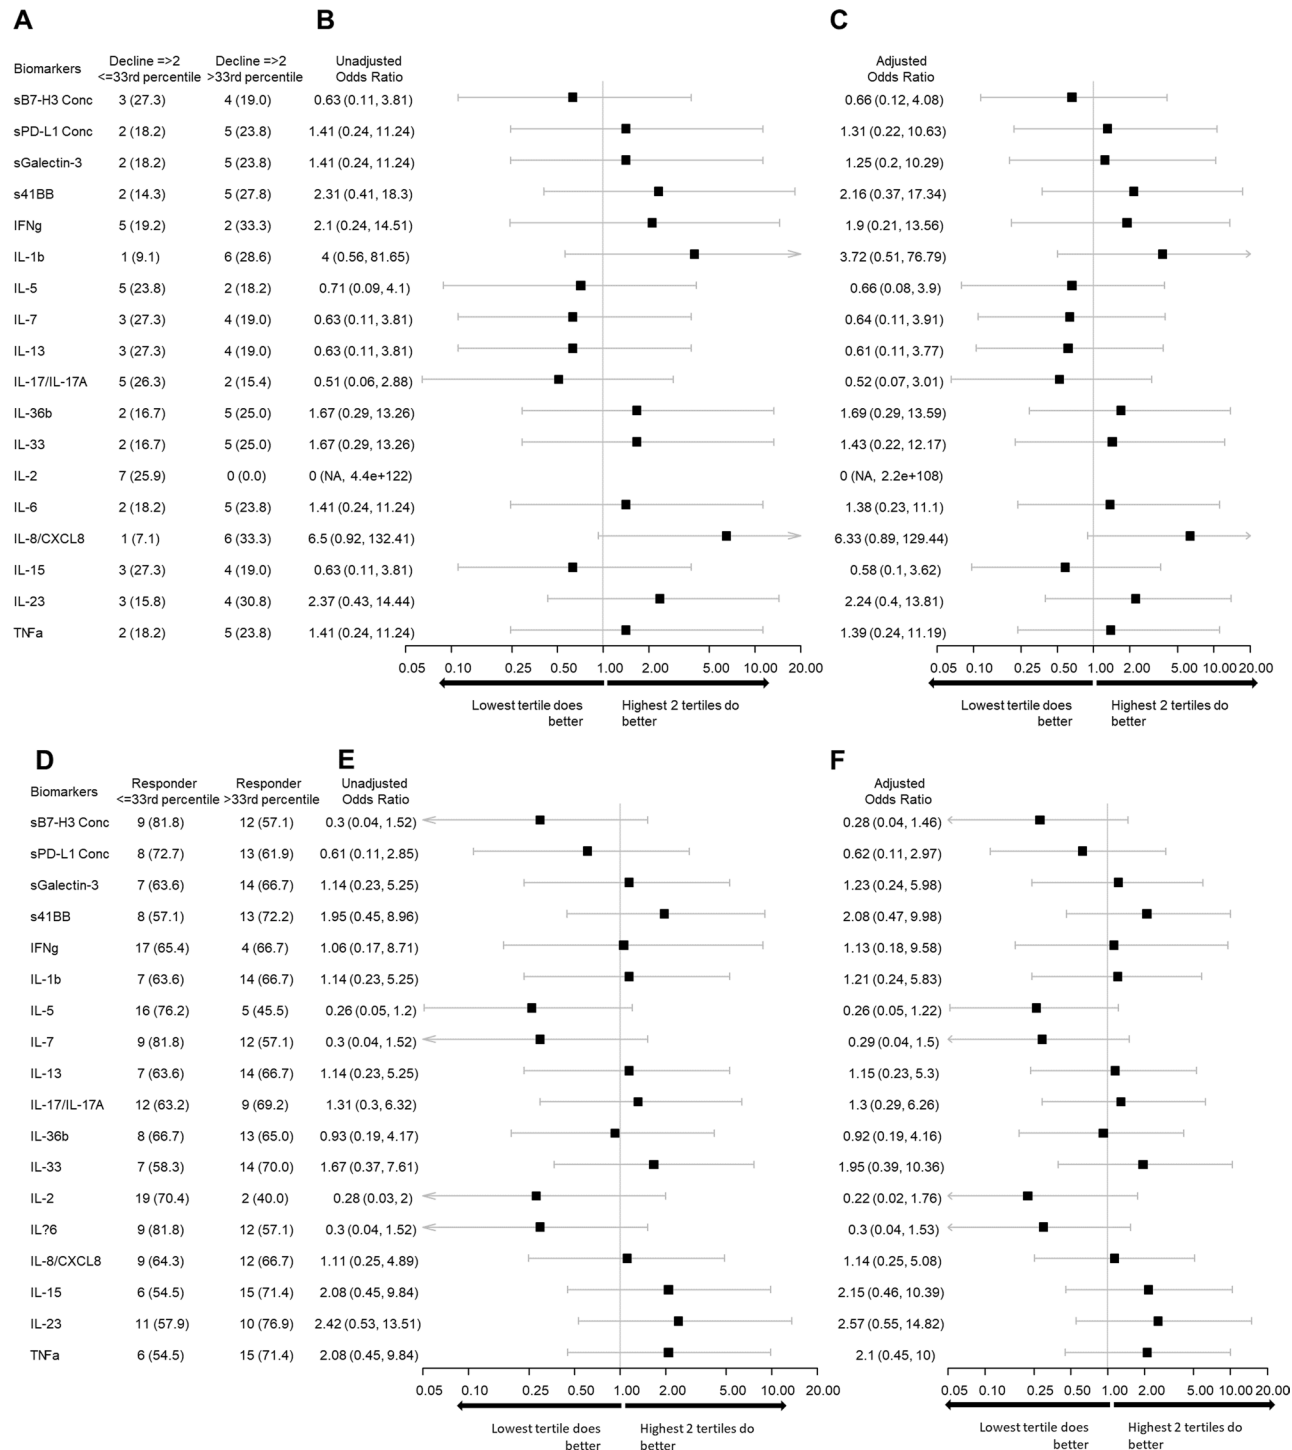 A B C
Biomarkers Decline =>2 <=33rd percentile Decline =>2 >33rd percentile Unadjusted Odds Ratio Adjusted Odds Ratio
sB7-H3 Conc 3 (27.3) 4 (19.0) 0.63 (0.11, 3.81) 0.66 (0.12, 4.08)
sPD-L1 Conc 2 (18.2) 5 (23.8) 1.41 (0.24, 11.24) 1.31 (0.22, 10.63)
sGalectin-3 2 (18.2) 5 (23.8) 1.41 (0.24, 11.24) 1.25 (0.2, 10.29)
s41BB 2 (14.3) 5 (27.8) 2.31 (0.41, 18.3) 2.16 (0.37, 17.34)
IFNg 5 (19.2) 2 (33.3) 2.1 (0.24, 14.51) 1.9 (0.21, 13.56)
IL-1b 1 (9.1) 6 (28.6) 4 (0.56, 81.65) 3.72 (0.51, 76.79)
IL-5 5 (23.8) 2 (18.2) 0.71 (0.09, 4.1) 0.66 (0.08, 3.9)
IL-7 3 (27.3) 4 (19.0) 0.63 (0.11, 3.81) 0.64 (0.11, 3.91)
IL-13 3 (27.3) 4 (19.0) 0.63 (0.11, 3.81) 0.61 (0.11, 3.77)
IL-17/IL-17A 5 (26.3) 2 (15.4) 0.51 (0.06, 2.88) 0.52 (0.07, 3.01)
IL-36b 2 (16.7) 5 (25.0) 1.67 (0.29, 13.26) 1.69 (0.29, 13.59)
IL-33 2 (16.7) 5 (25.0) 1.67 (0.29, 13.26) 1.43 (0.22, 12.17)
IL-2 7 (25.9) 0 (0.0) 0 (NA, 4.4e+122) 0 (NA, 2.2e+108)
IL-6 2 (18.2) 5 (23.8) 1.41 (0.24, 11.24) 1.38 (0.23, 11.1)
IL-8/CXCL8 1 (7.1) 6 (33.3) 6.5 (0.92, 132.41) 6.33 (0.89, 129.44)
IL-15 3 (27.3) 4 (19.0) 0.63 (0.11, 3.81) 0.58 (0.1, 3.62)
IL-23 3 (15.8) 4 (30.8) 2.37 (0.43, 14.44) 2.24 (0.4, 13.81)
TNFa 2 (18.2) 5 (23.8) 1.41 (0.24, 11.24) 1.39 (0.24, 11.19)
0.05 0.10 0.25 0.50 1.00 2.00 5.00 10.00 20.00 0.05 0.10 0.25 0.50 1.00 2.00 5.00 10.00 20.00
Lowest tertile does Highest 2 tertiles do Lowest tertile does Highest 2 tertiles do
better better better better
D E F
Biomarkers Responder <=33rd percentile Responder >33rd percentile Unadjusted Odds Ratio Adjusted Odds Ratio
sB7-H3 Conc 9 (81.8) 12 (57.1) 0.3 (0.04, 1.52) 0.28 (0.04, 1.46)
sPD-L1 Conc 8 (72.7) 13 (61.9) 0.61 (0.11, 2.85) 0.62 (0.11, 2.97)
sGalectin-3 7 (63.6) 14 (66.7) 1.14 (0.23, 5.25) 1.23 (0.24, 5.98)
s41BB 8 (57.1) 13 (72.2) 1.95 (0.45, 8.96) 2.08 (0.47, 9.98)
IFNg 17 (65.4) 4 (66.7) 1.06 (0.17, 8.71) 1.13 (0.18, 9.58)
IL-1b 7 (63.6) 14 (66.7) 1.14 (0.23, 5.25) 1.21 (0.24, 5.83)
IL-5 16 (76.2) 5 (45.5) 0.26 (0.05, 1.2) 0.26 (0.05, 1.22)
IL-7 9 (81.8) 12 (57.1) 0.3 (0.04, 1.52) 0.29 (0.04, 1.5)
IL-13 7 (63.6) 14 (66.7) 1.14 (0.23, 5.25) 1.15 (0.23, 5.3)
IL-17/IL-17A 12 (63.2) 9 (69.2) 1.31 (0.3, 6.32) 1.3 (0.29, 6.26)
IL-36b 8 (66.7) 13 (65.0) 0.93 (0.19, 4.17) 0.92 (0.19, 4.16)
IL-33 7 (58.3) 14 (70.0) 1.67 (0.37, 7.61) 1.95 (0.39, 10.36)
IL-2 19 (70.4) 2 (40.0) 0.28 (0.03, 2) 0.22 (0.02, 1.76)
IL?6 9 (81.8) 12 (57.1) 0.3 (0.04, 1.52) 0.3 (0.04, 1.53)
IL-8/CXCL8 9 (64.3) 12 (66.7) 1.11 (0.25, 4.89) 1.14 (0.25, 5.08)
IL-15 6 (54.5) 15 (71.4) 2.08 (0.45, 9.84) 2.15 (0.46, 10.39)
IL-23 11 (57.9) 10 (76.9) 2.42 (0.53, 13.51) 2.57 (0.55, 14.82)
TNFa 6 (54.5) 15 (71.4) 2.08 (0.45, 9.84) 2.1 (0.45, 10)
0.05 0.10 0.25 0.50 1.00 2.00 5.00 10.00 20.00 0.05 0.10 0.25 0.50 1.00 2.00 5.00 10.00 20.00
Lowest tertile does Highest 2 tertiles do Lowest tertile does Highest 2 tertiles do
better better better better